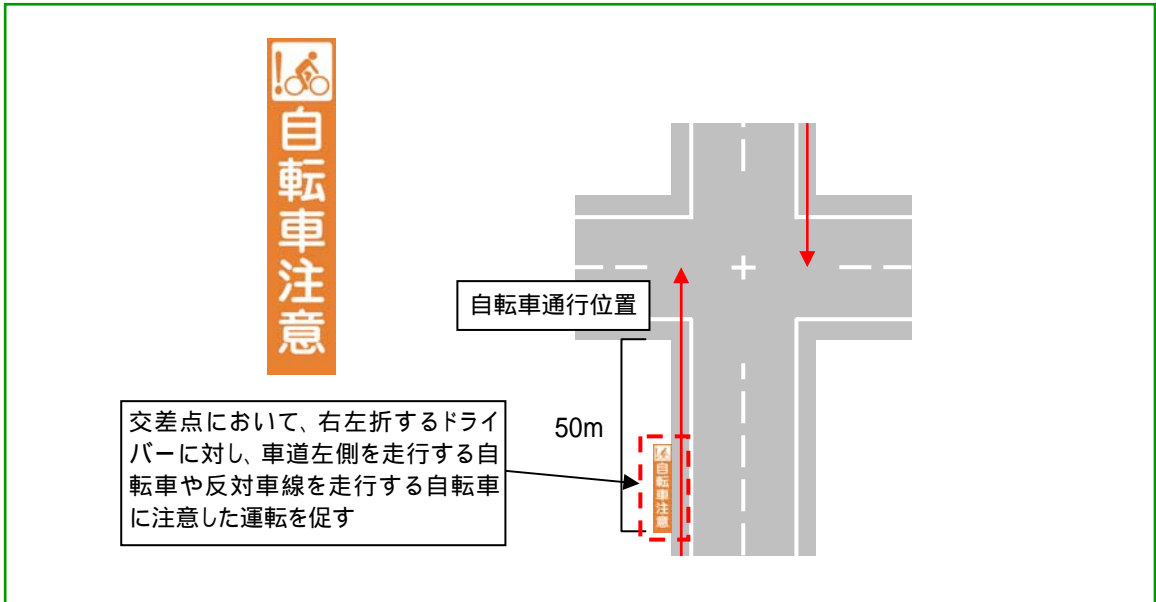 自転車注意
自転車通行位置
50m
交差点において、右左折するドライ
バーに対し、車道左側を走行する自
転車や反対車線を走行する自転車
に注意した運転を促す
自転車注意